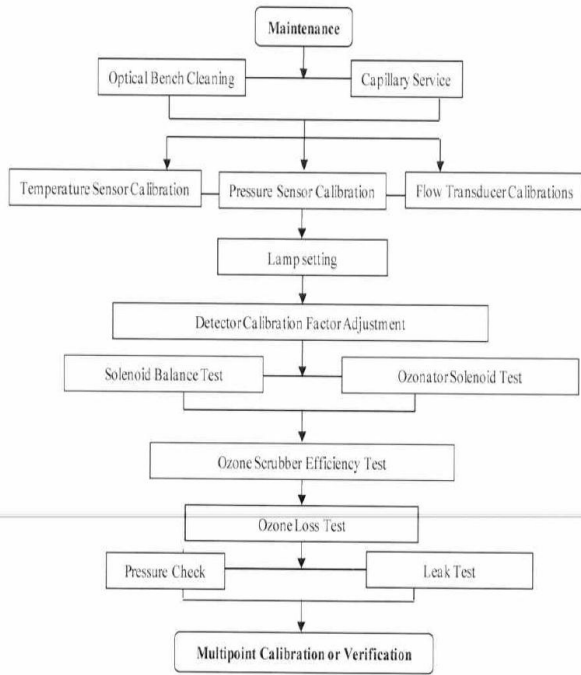 Maintenance
Optical Bench Cleaning
Capillary Service
Temperature Sensor Calibration
Pressure Sensor Calibration
Flow Transducer Calibrations
Lamp setting
Detector Calibration Factor Adjustment
Solenoid Balance Test
Ozonator Solenoid Test
Ozone Scrubber Efficiency Test
Ozone Loss Test
Pressure Check
Leak Test
Multipoint Calibration or Verification